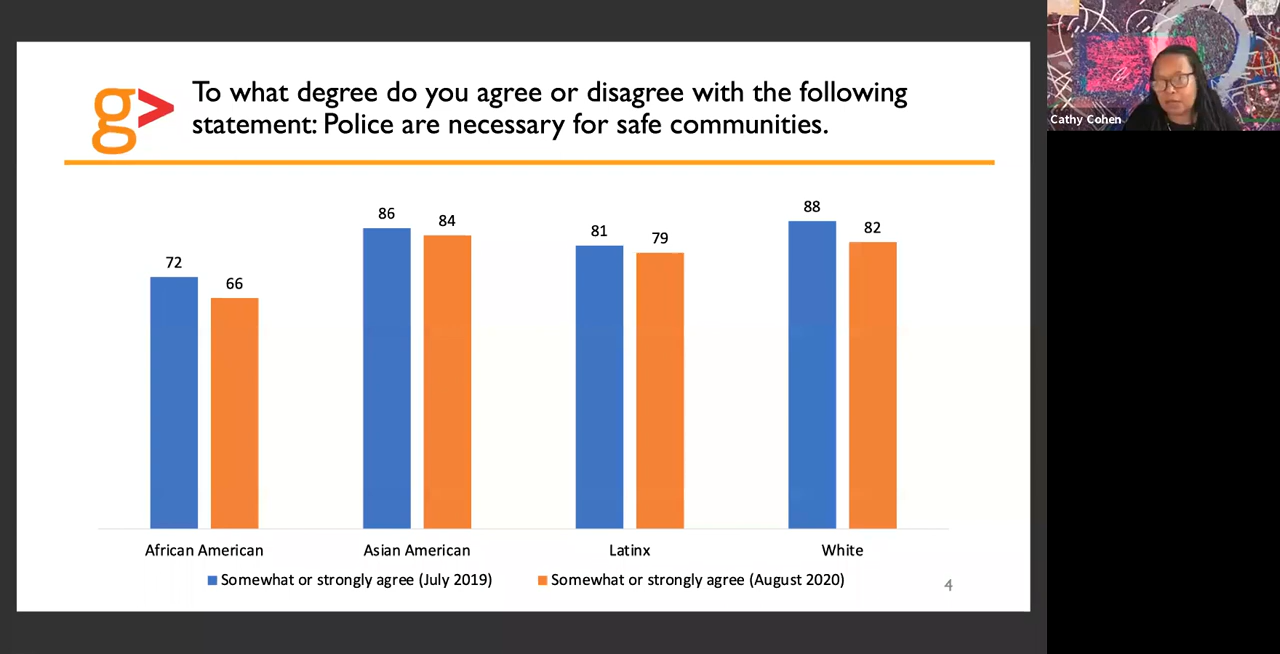 g>
To what degree do you agree or disagree with the following
statement: Police are necessary for safe communities.
72
66
86
84
81
79
88
82
African American
Asian American
Latinx
White
Somewhat or strongly agree (July 2019)
Somewhat or strongly agree (August 2020)
4
Cathy Cohen